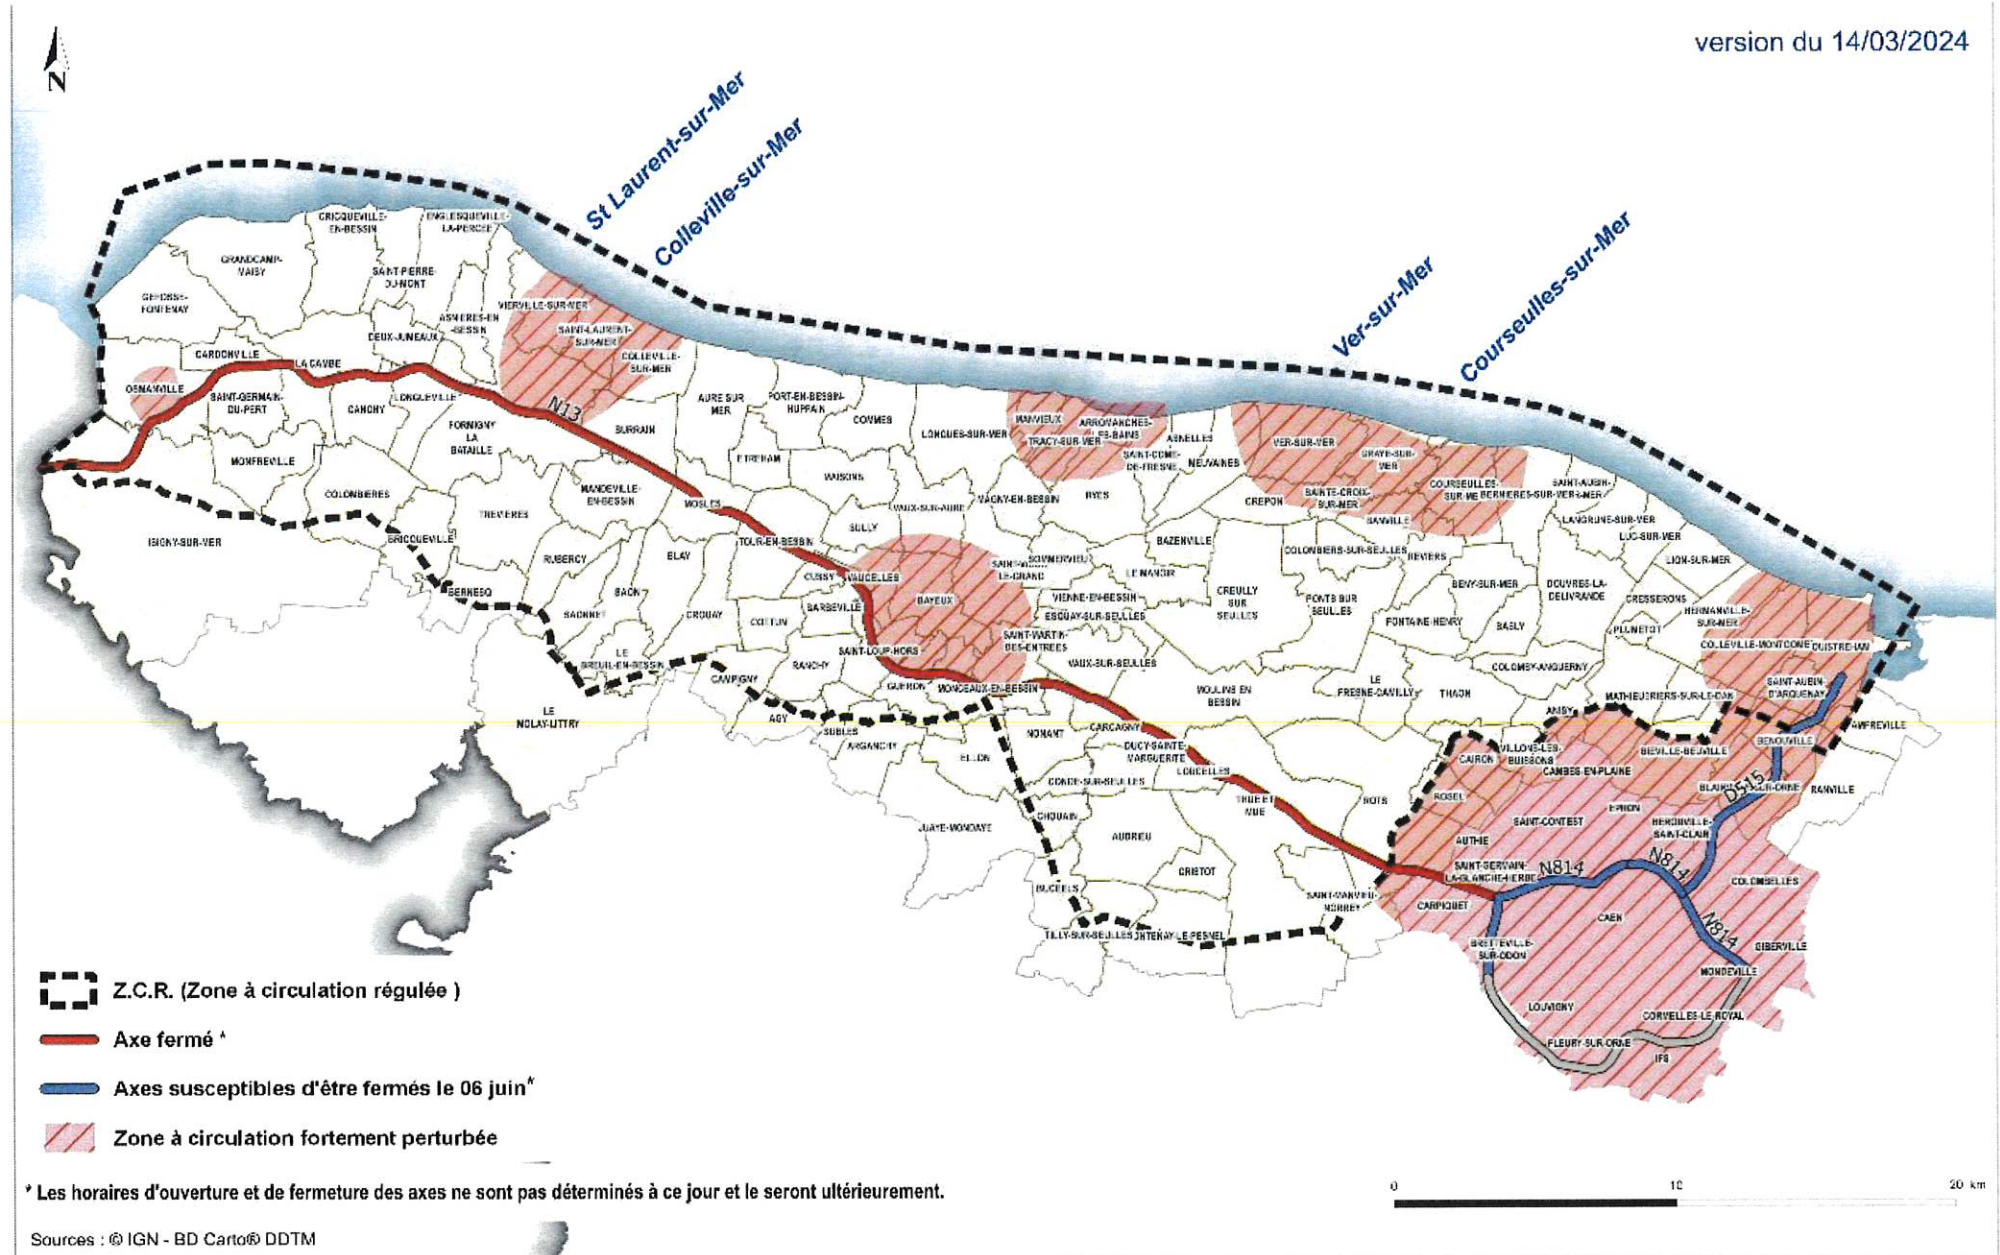 version du 14/03/2024
N
St Laurent-sur-Mer
Colleville-sur-Mer
Ver-sur-Mer
Courseulles-sur-Mer
CRICQUEVILLE-
EN-BESSIN
ENGLESQUEVILLE-
LA-PERCEE
GRANDCAMP-
MAISY
SAINT-PIERRE-
DU-MONT
GEFOSSE-
FONTENAY
ASNIERES-EN
-BESSIN
VIERVILLE-SUR-MER
DEUX-JUMEAUX
SAINT-LAURENT-
SUR-MER
COLLEVILLE-
SUR-MER
CARDONVILLE
LA CAMBE
OSMANVILLE
SAINT-GERMAIN-
DU-PERT
CANCHY
LONGUEVILLE
N13
AURE SUR
MER
PORT-EN-BESSIN-
HUPPAIN
COMMES
LONGUES-SUR-MER
MANVIEUX
ARROMANCHES-
LES-BAINS
TRACY-SUR-MER
ASNELLES
SAINT-COME-
DE-FRESNE
MEUVAINES
VER-SUR-MER
GRAYE-SUR-
MER
FORMIGNY
LA
BATAILLE
SURRAIN
ETREHAM
MONFREVILLE
COLOMBIERES
MANDEVILLE-
EN-BESSIN
MOSLES
MAISONS
VAUX-SUR-AURE
MAGNY-EN-BESSIN
RYES
CREPON
SAINTE-CROIX-
SUR-MER
COURSEULLES-
SUR-ME
BERNIERES-SUR-MER
SAINT-AUBIN-
R-MER
BANVILLE
LANGRUNE-SUR-MER
LUC-SUR-MER
LION-SUR-MER
ISIGNY-SUR-MER
BRICQUEVILLE
TREVIERES
RUBERCY
BLAY
TOUR-EN-BESSIN
SULLY
SOMMERVIEU
BAZENVILLE
COLOMBIERS-SUR-SEULLES
REVIERS
BERNESQ
SAONNET
SAON
CROUAY
CUSSY
VAUCELLES
BARBEVILLE
COTTUN
BAYEUX
LE-GRAND
LE MANOIR
VIENNE-EN-BESSIN
ESQUAY-SUR-SEULLES
CREULLY
SUR
SEULLES
PONTS SUR
SEULLES
BENY-SUR-MER
DOUVRES-LA-
DELIVRANDE
CRESSERONS
HERMANVILLE-
SUR-MER
FONTAINE-HENRY
BASLY
PLUMETOT
COLLEVILLE-MONTGOME
OUISTREHAM
LE
BREUIL-EN-BESSIN
CAMPIGNY
RANCHY
SAINT-LOUP-HORS
SAINT-MARTIN-
DES-ENTREES
VAUX-SUR-SEULLES
GUERON
MONCEAUX-EN-BESSIN
MOULINS EN
BESSIN
LE
FRESNE-CAMILLY
THAON
COLOMBY-ANGUERNY
SAINT-AUBIN-
D'ARQUENAY
LE
MOLAY-LITTRY
AGY
SUBLES
ARGANCHY
ELLON
NONANT
CARCAGNY
DUCY-SAINTE-
MARGUERITE
LOUCELLES
CONDE-SUR-SEULLES
ANISY
MATHIEU
BENOUVILLE
AMFREVILLE
CAIRON
VILLONS-LES-
BUISSONS
CAMBES-EN-PLAINE
BIEVILLE-BEUVILLE
RANVILLE
JUAYE-MONDAYE
CHOUAIN
AUDRIEU
THUE ET
MUE
ROTS
ROSEL
D515
EPRON
SAINT-CONTEST
HEROUVILLE-
SAINT-CLAIR
AUTHIE
SAINT-GERMAIN-
LA-BLANCHE-HERBE
N814
N814
COLOMBELLES
BUCEELS
CRISTOT
SAINT-MANVIEU-
NORREY
CARPIQUET
CAEN
N814
TILLY-SUR-SEULLES
ONTENAY-LE-PESNEL
BRETTEVILLE-
SUR-ODON
GIBERVILLE
MONDEVILLE
LOUVIGNY
CORMELLES-LE-ROYAL
FLEURY-SUR-ORNE
IFS
Z.C.R. (Zone à circulation régulée )
Axe fermé *
Axes susceptibles d'être fermés le 06 juin*
Zone à circulation fortement perturbée
* Les horaires d'ouverture et de fermeture des axes ne sont pas déterminés à ce jour et le seront ultérieurement.
0 10 20 km
Sources : © IGN - BD Carto® DDTM